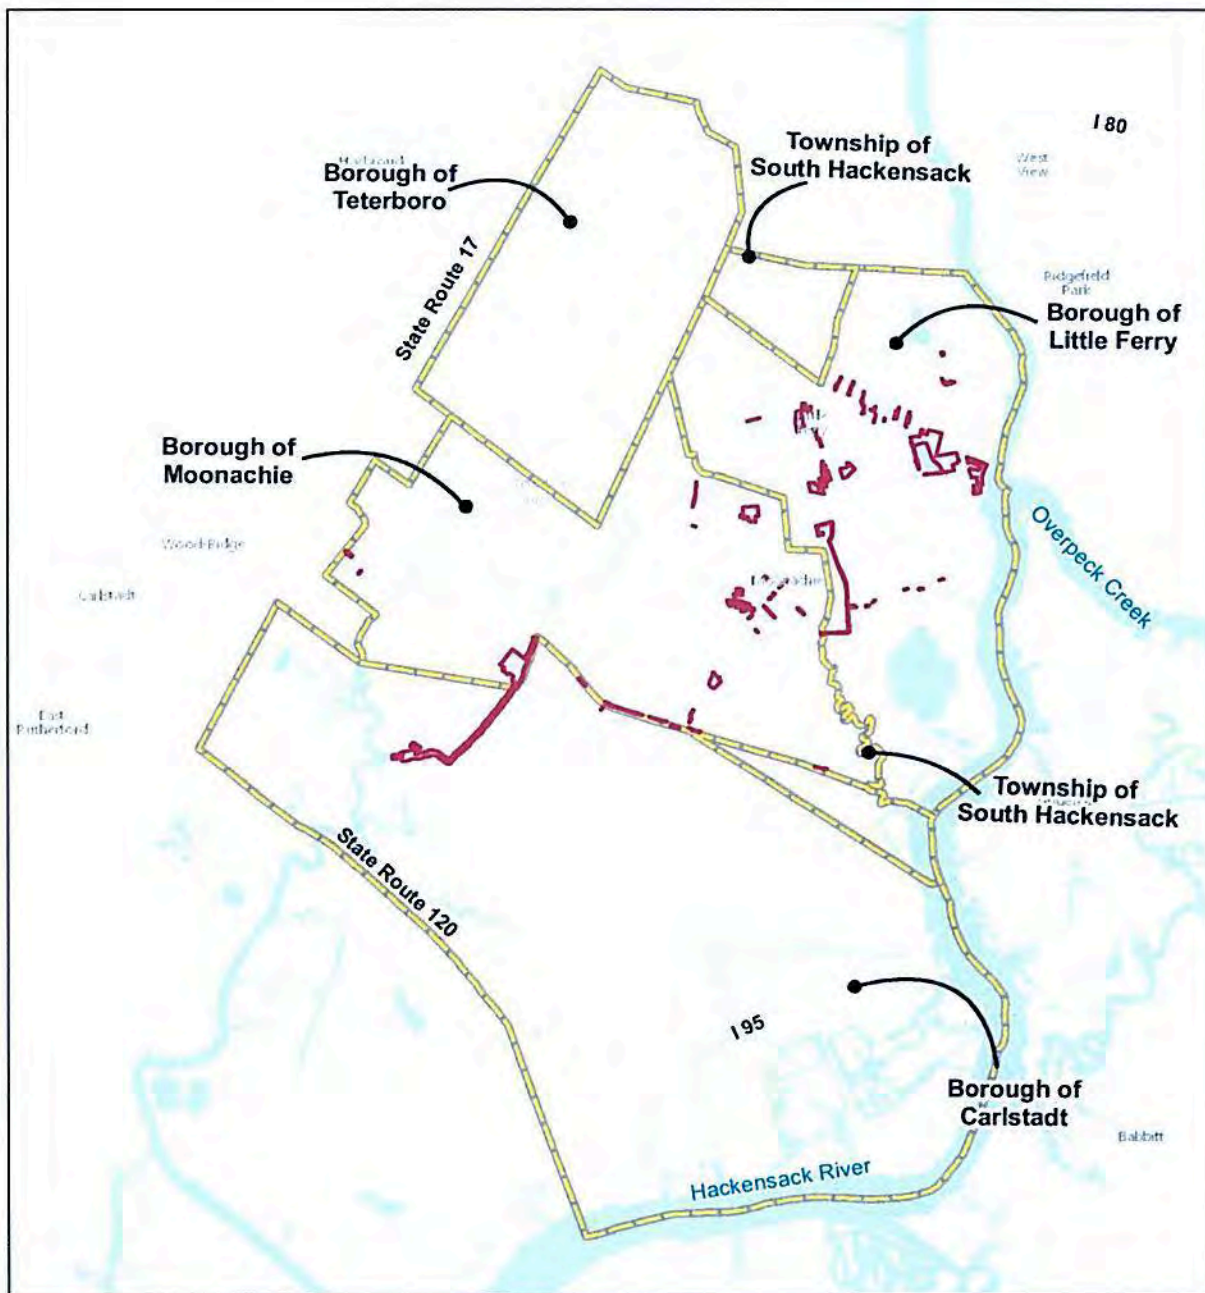 I 80
Township of
South Hackensack
West
View
Borough of
Teterboro
State Route 17
Ridgefield
Park
Borough of
Little Ferry
Borough of
Moonachie
Wood-Ridge
Carlstadt
Overpeck Creek
East
Rutherford
Township of
South Hackensack
State Route 120
I 95
Borough of
Carlstadt
Babbitt
Hackensack River